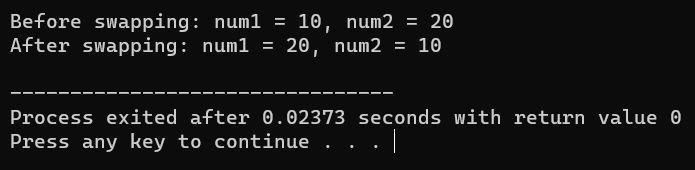 Before swapping: num1 = 10, num2 = 20
After swapping: num1 = 20, num2 = 10
--------------------------------
Process exited after 0.02373 seconds with return value 0
Press any key to continue . . .